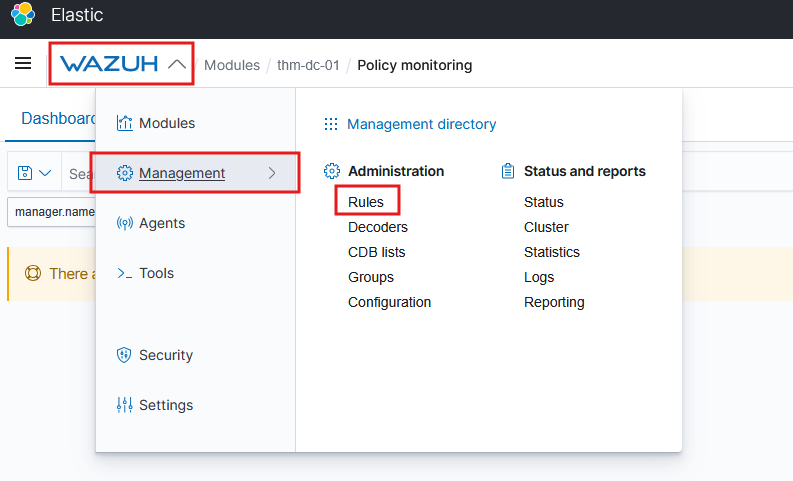 Elastic
WAZUH Modules / thm-dc-01 / Policy monitoring
Dashboard
Modules
Management
Agents
Tools
Security
Settings
Management directory
Administration
Rules
Decoders
CDB lists
Groups
Configuration
Status and reports
Status
Cluster
Statistics
Logs
Reporting
Sea
manager.name
There a